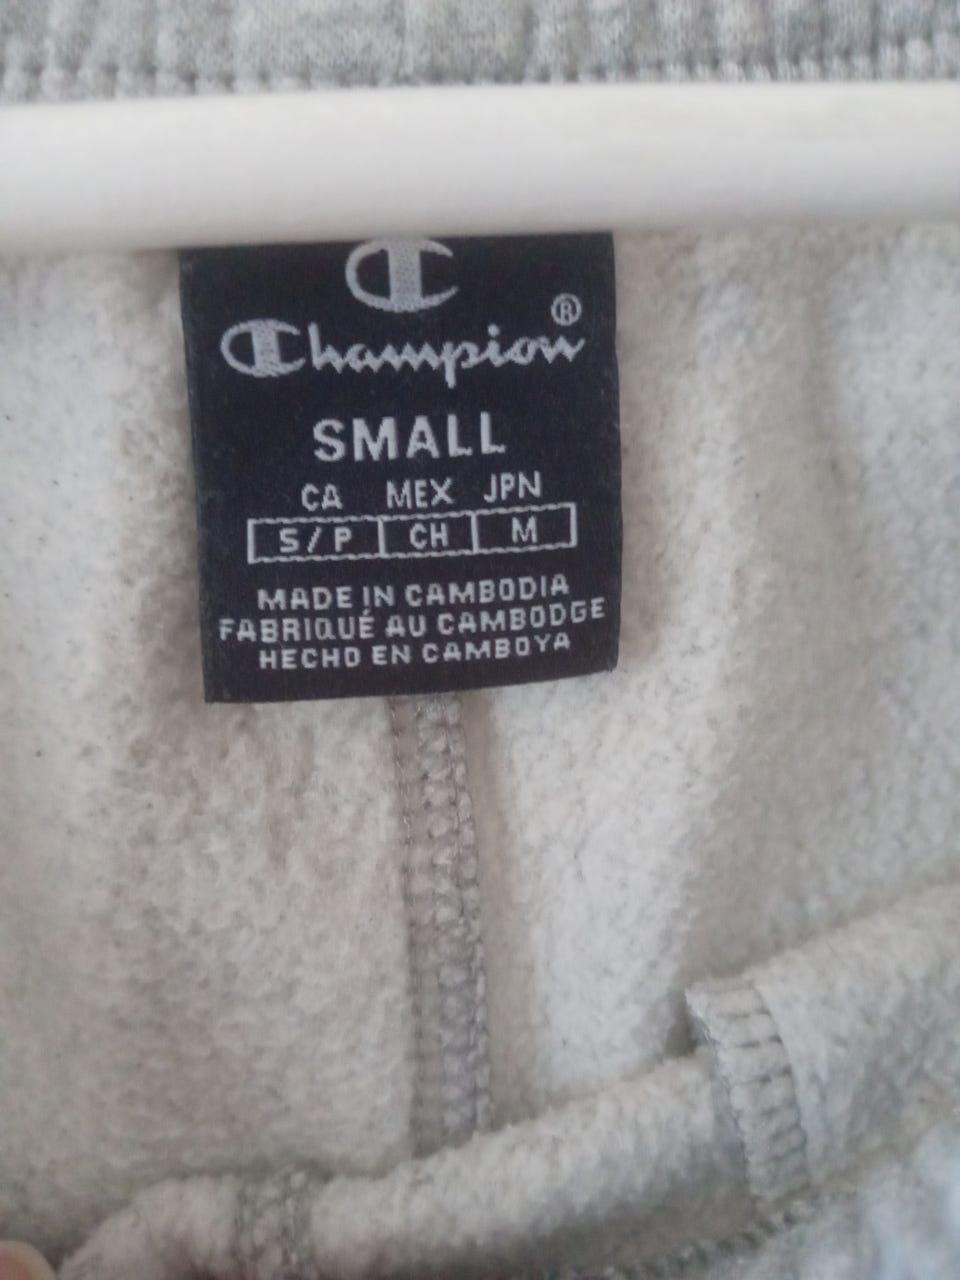 Champion®
SMALL
CA MEX JPN
S/P CH M
MADE IN CAMBODIA
FABRIQUÉ AU CAMBODGE
HECHO EN CAMBOYA